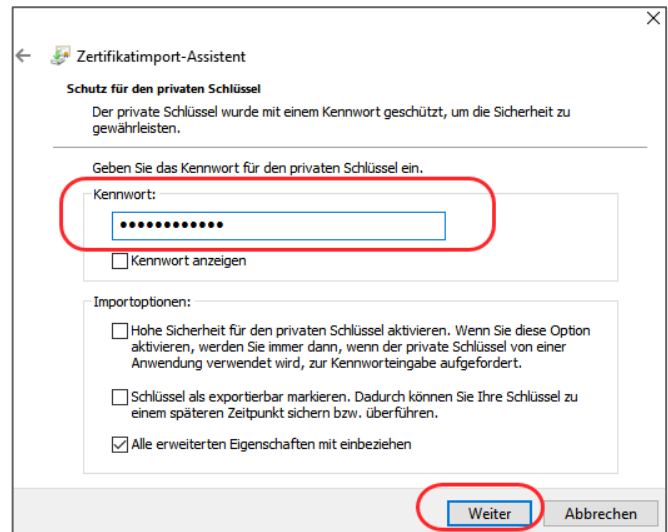 Zertifikatimport-Assistent
Schutz für den privaten Schlüssel
Der private Schlüssel wurde mit einem Kennwort geschützt, um die Sicherheit zu
gewährleisten.
Geben Sie das Kennwort für den privaten Schlüssel ein.
Kennwort:
••••••••••••
Kennwort anzeigen
Importoptionen:
Hohe Sicherheit für den privaten Schlüssel aktivieren. Wenn Sie diese Option
aktivieren, werden Sie immer dann, wenn der private Schlüssel von einer
Anwendung verwendet wird, zur Kennworteingabe aufgefordert.
Schlüssel als exportierbar markieren. Dadurch können Sie Ihre Schlüssel zu
einem späteren Zeitpunkt sichern bzw. überführen.
Alle erweiterten Eigenschaften mit einbeziehen
Weiter Abbrechen